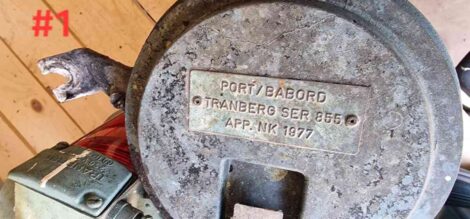 #1
PORT/BABORD
TRANBERG SER 855
APP. NK 1977